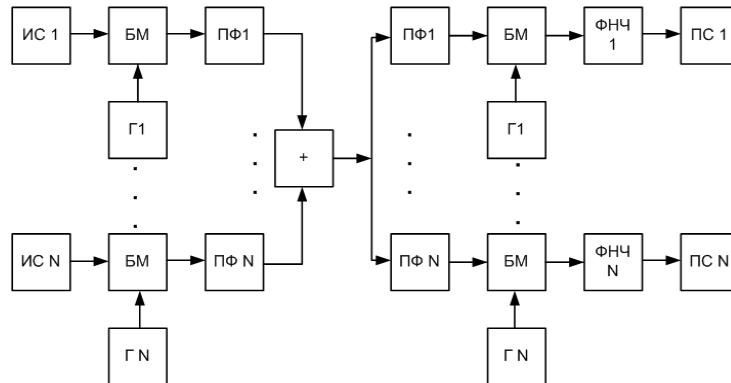 ИС 1
БМ
ПФ1
ПФ1
БМ
ФНЧ
1
ПС 1
Г1
+
Г1
ИС N
БМ
ПФ N
ПФ N
БМ
ФНЧ
N
ПС N
Г N
Г N